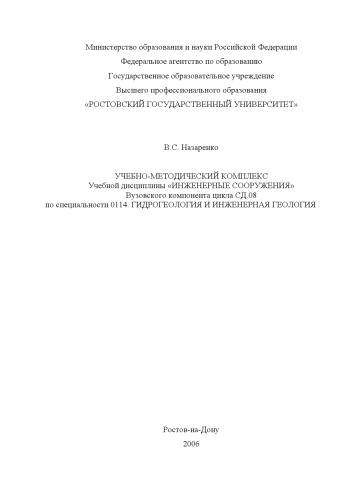 Министерство образования и науки Российской Федерации
Федеральное агентство по образованию
Государственное образовательное учреждение
Высшего профессионального образования
«РОСТОВСКИЙ ГОСУДАРСТВЕННЫЙ УНИВЕРСИТЕТ»
В.С. Назаренко
УЧЕБНО-МЕТОДИЧЕСКИЙ КОМПЛЕКС
Учебной дисциплины «ИНЖЕНЕРНЫЕ СООРУЖЕНИЯ»
Вузовского компонента цикла СД.08
по специальности 0114. ГИДРОГЕОЛОГИЯ И ИНЖЕНЕРНАЯ ГЕОЛОГИЯ
Ростов-на-Дону
2006